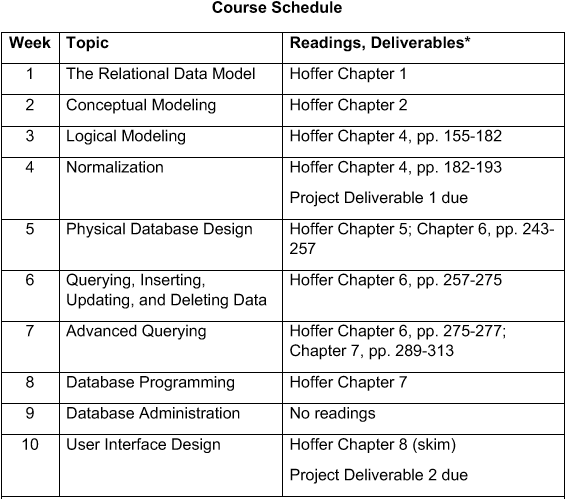 Course Schedule
Week Topic Readings, Deliverables*
1 The Relational Data Model Hoffer Chapter 1
2 Conceptual Modeling Hoffer Chapter 2
3 Logical Modeling Hoffer Chapter 4, pp. 155-182
4 Normalization Hoffer Chapter 4, pp. 182-193
Project Deliverable 1 due
5 Physical Database Design Hoffer Chapter 5; Chapter 6, pp. 243-
257
6 Querying, Inserting, Hoffer Chapter 6, pp. 257-275
Updating, and Deleting Data
7 Advanced Querying Hoffer Chapter 6, pp. 275-277;
Chapter 7, pp. 289-313
8 Database Programming Hoffer Chapter 7
9 Database Administration No readings
10 User Interface Design Hoffer Chapter 8 (skim)
Project Deliverable 2 due